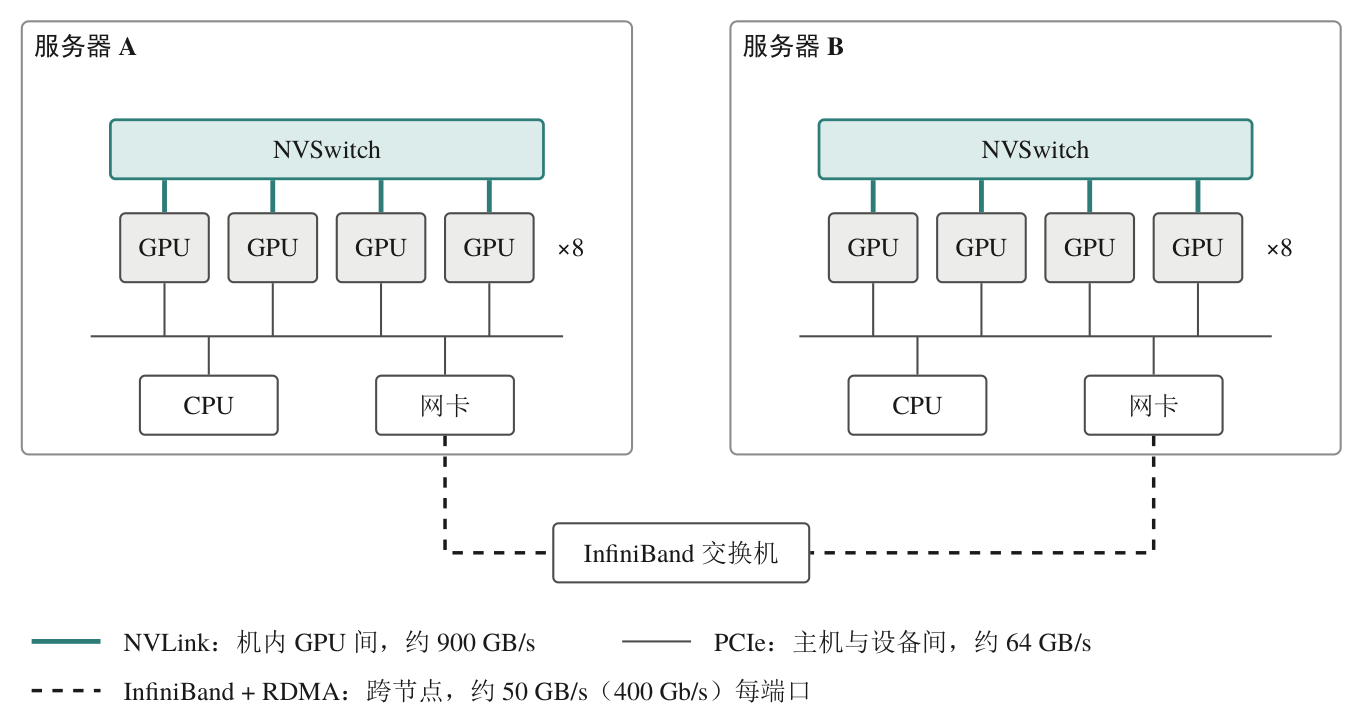 服务器 A
服务器 B
NVSwitch
NVSwitch
GPU GPU GPU GPU ×8
GPU GPU GPU GPU ×8
CPU 网卡
CPU 网卡
InfiniBand 交换机
NVLink：机内 GPU 间，约 900 GB/s
PCIe：主机与设备间，约 64 GB/s
InfiniBand + RDMA：跨节点，约 50 GB/s（400 Gb/s）每端口